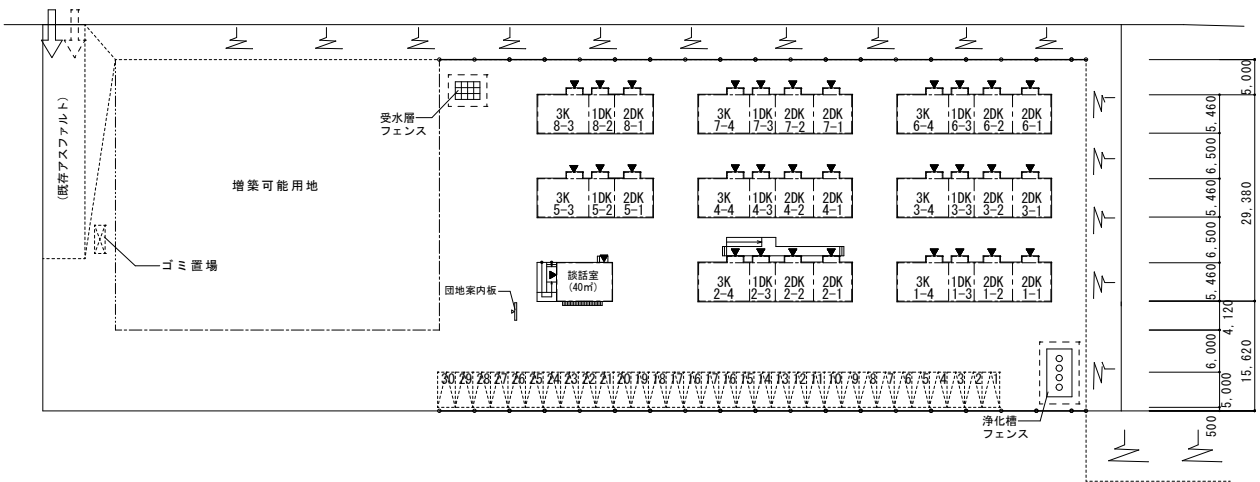 (既存アスファルト)
ゴミ置場
増築可能用地
受水層
フェンス
3K 1DK 2DK
8-3 8-2 8-1
3K 1DK 2DK 2DK
7-4 7-3 7-2 7-1
3K 1DK 2DK 2DK
6-4 6-3 6-2 6-1
3K 1DK 2DK
5-3 5-2 5-1
3K 1DK 2DK 2DK
4-4 4-3 4-2 4-1
3K 1DK 2DK 2DK
3-4 3-3 3-2 3-1
談話室
(40㎡)
団地案内板
3K 1DK 2DK 2DK
2-4 2-3 2-2 2-1
3K 1DK 2DK 2DK
1-4 1-3 1-2 1-1
30 29 28 27 26 25 24 23 22 21 20 19 18 17 16 17 16 15 14 13 12 11 10 9 8 7 6 5 4 3 2 1
浄化槽
フェンス
5,000
5,460
6,500
5,460
6,500
5,460
4,120
6,000
5,000
500
29,380
15,620